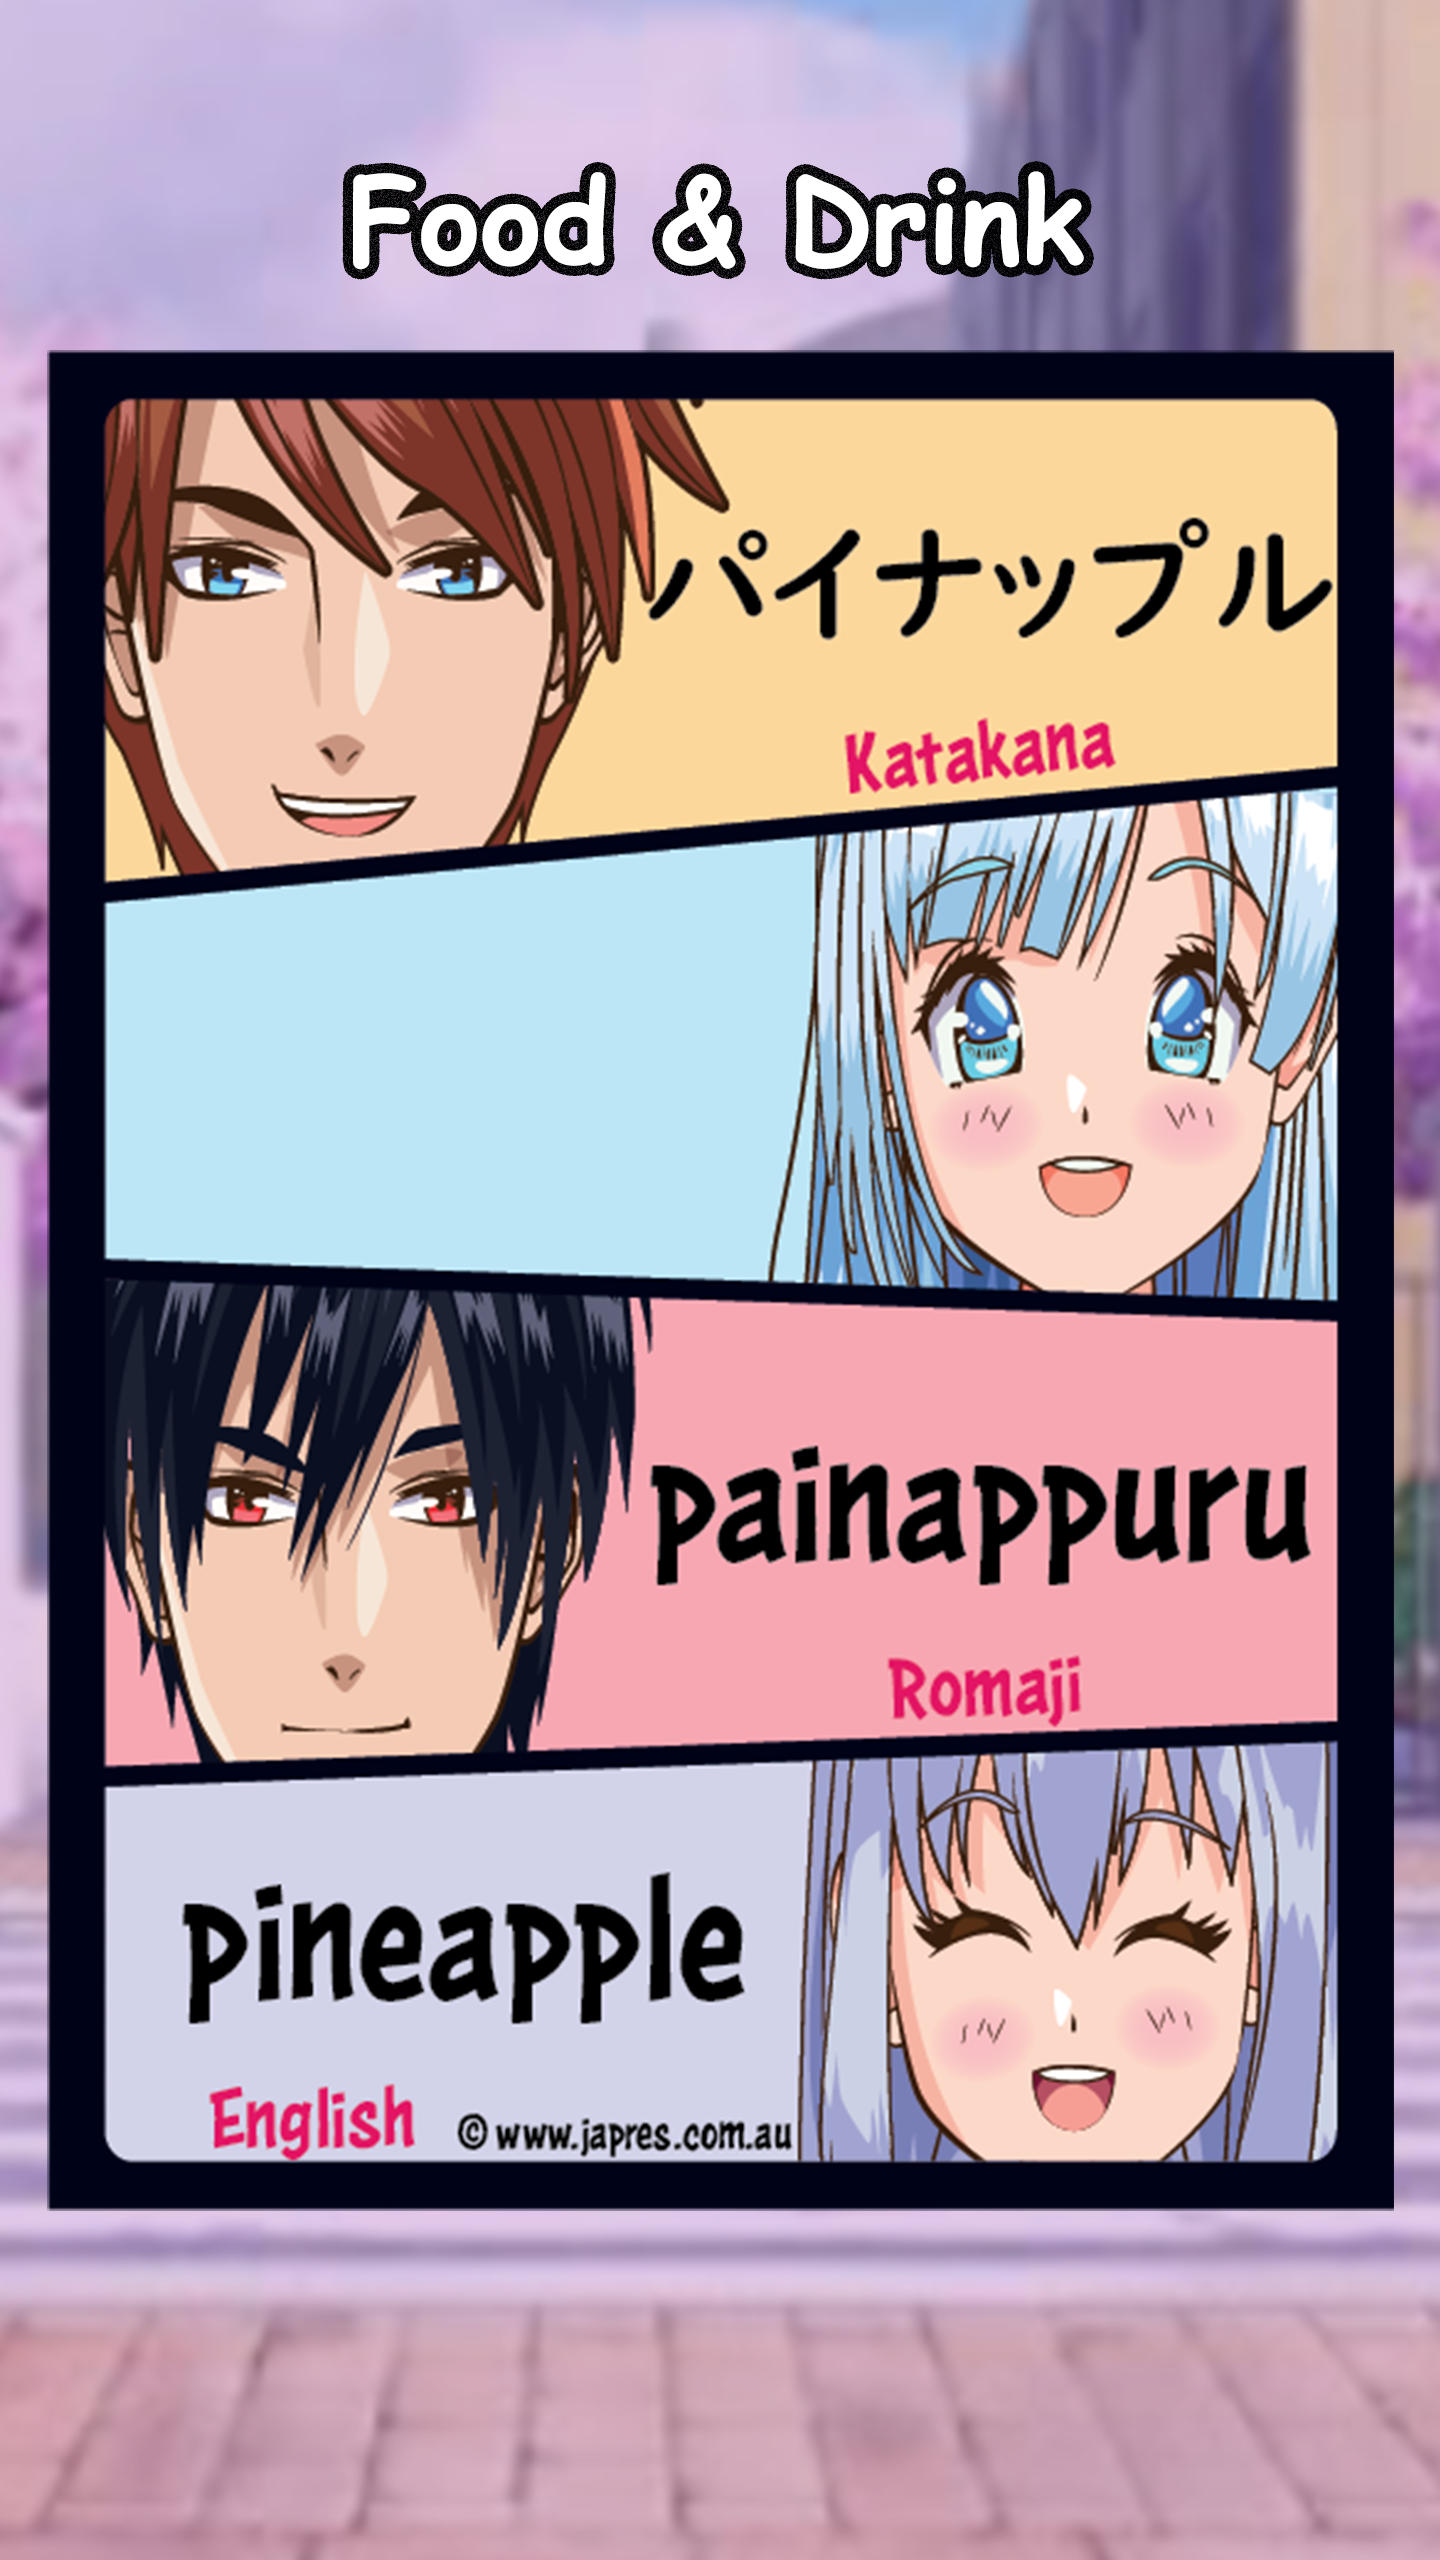 Food & Drink
パイナップル
Katakana
painappuru
Romaji
pineapple
English
© www.japres.com.au